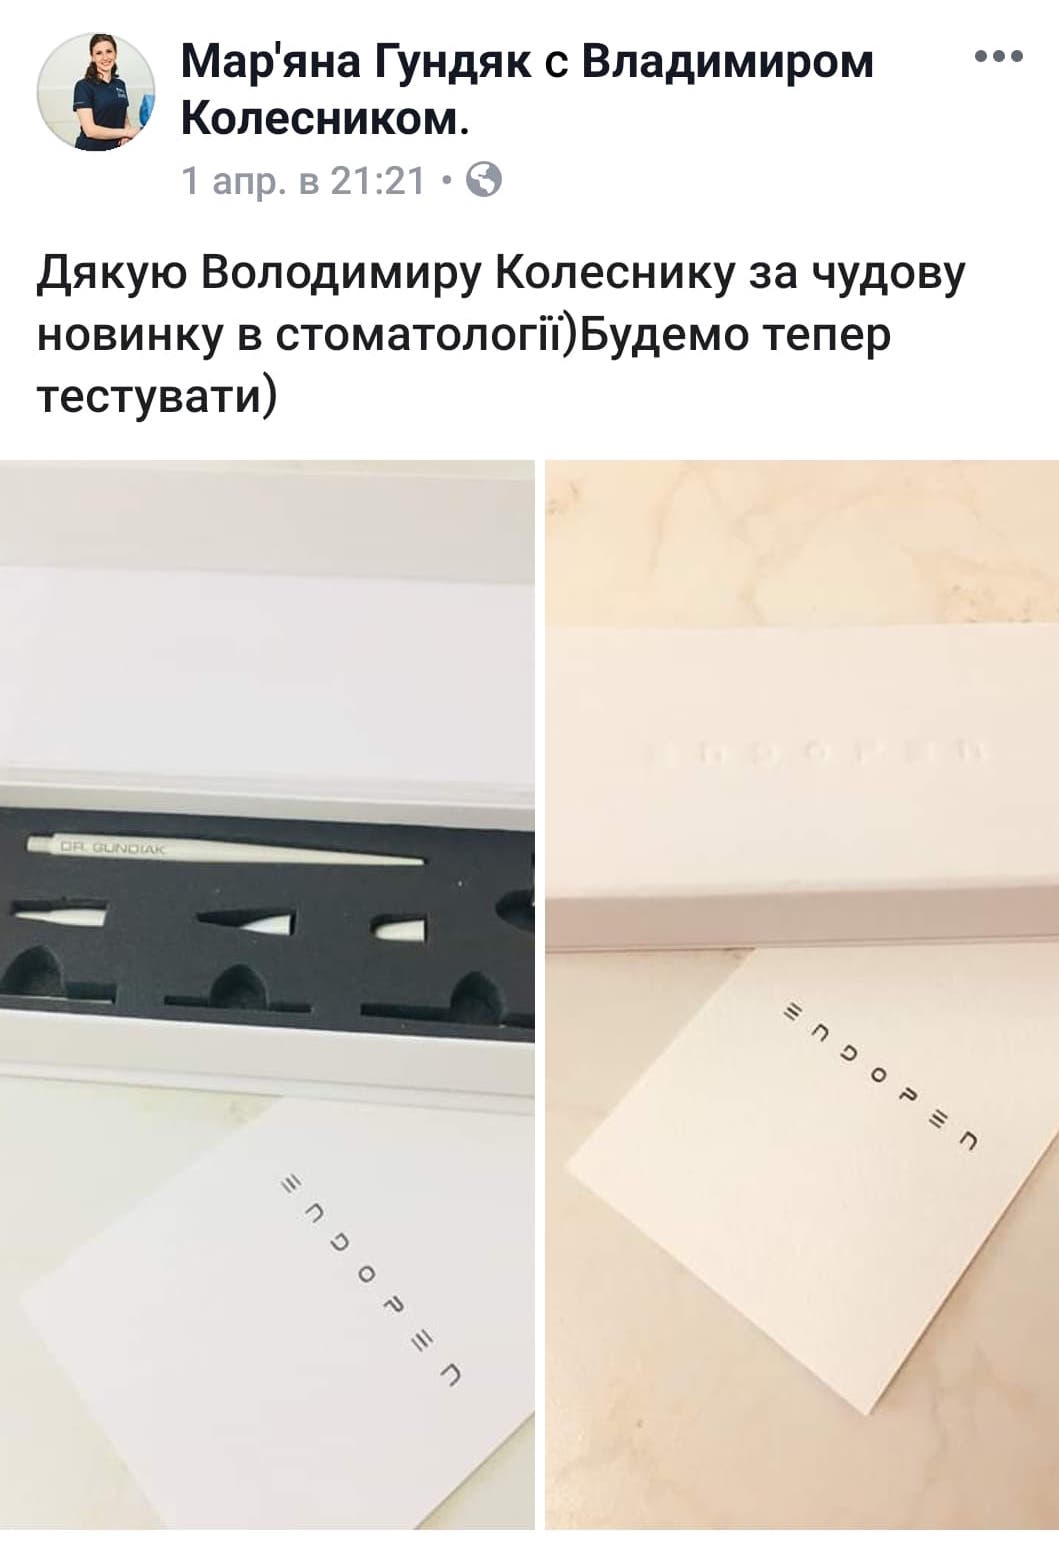 Мар'яна Гундяк с Владимиром
Колесником.
1 апр. в 21:21 •
Дякую Володимиру Колеснику за чудову
новинку в стоматології)Будемо тепер
тестувати)
DR. GUNDIAK
ENDOPEN
ENDOPEN
ENDOPEN